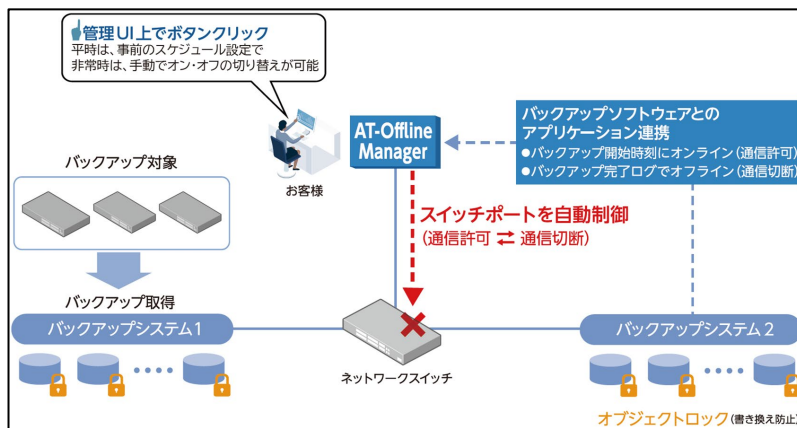 管理UI上でボタンクリック
平時は、事前のスケジュール設定で
非常時は、手動でオン・オフの切り替えが可能
AT-Offline
Manager
お客様
バックアップソフトウェアとの
アプリケーション連携
●バックアップ開始時刻にオンライン（通信許可）
●バックアップ完了ログでオフライン（通信切断）
バックアップ対象
スイッチポートを自動制御
（通信許可 ⇄ 通信切断）
バックアップ取得
バックアップシステム1
バックアップシステム2
ネットワークスイッチ
オブジェクトロック（書き換え防止）